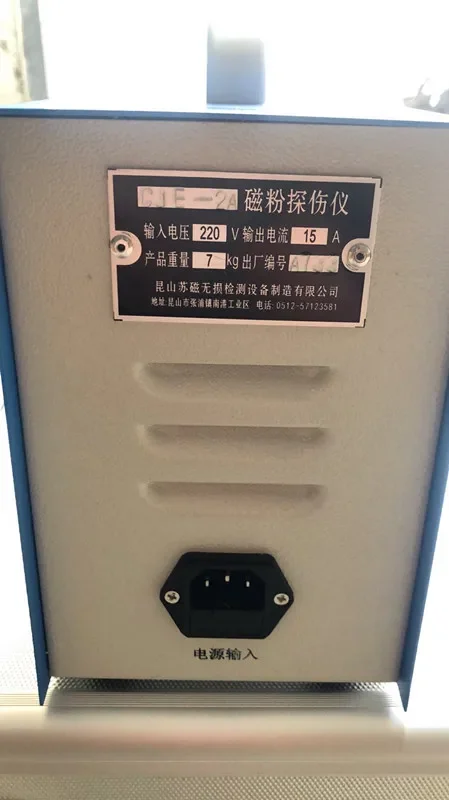 CJE-2A 磁粉探伤仪
输入电压 220 V 输出电流 15 A
产品重量 7 kg 出厂编号
昆山苏磁无损检测设备制造有限公司
地址:昆山市张浦镇南港工业区 电话:0512-57123581
电源输入